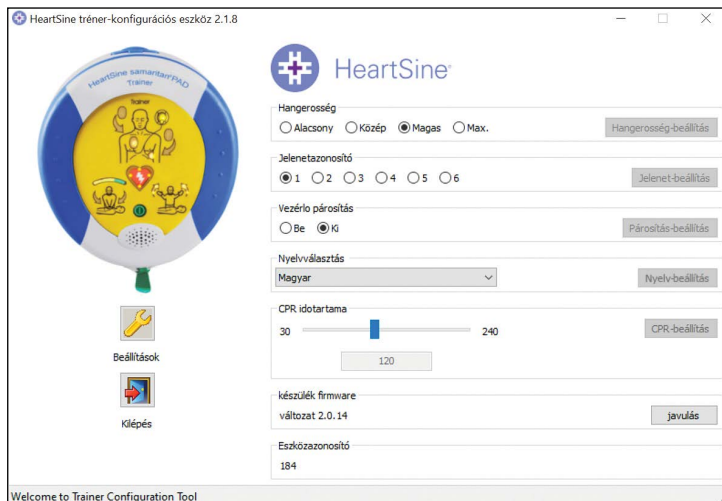 HeartSine tréner-konfigurációs eszköz 2.1.8
HeartSine samaritan PAD
Trainer
Trainer
HeartSine
Hangerosség
Alacsony Közép Magas Max. Hangerosség-beállítás
Jelenetazonosító
1 2 3 4 5 6 Jelenet-beállítás
Vezérlo párosítás
Be Ki Párosítás-beállítás
Nyelvválasztás
Magyar Nyelv-beállítás
CPR idotartama
30 240 CPR-beállítás
120
készülék firmware
változat 2.0.14 javulás
Eszközazonosító
184
Beállítások
Kilépés
Welcome to Trainer Configuration Tool